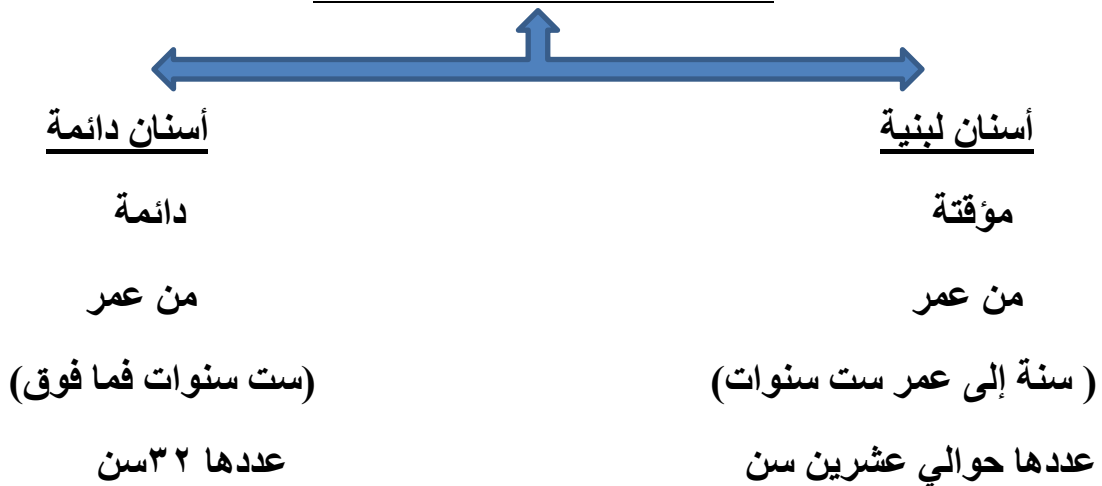 أسنان لبنية
مؤقتة
من عمر
( سنة إلى عمر ست سنوات)
عددها حوالي عشرين سن
أسنان دائمة
دائمة
من عمر
(ست سنوات فما فوق)
عددها ٣٢سن